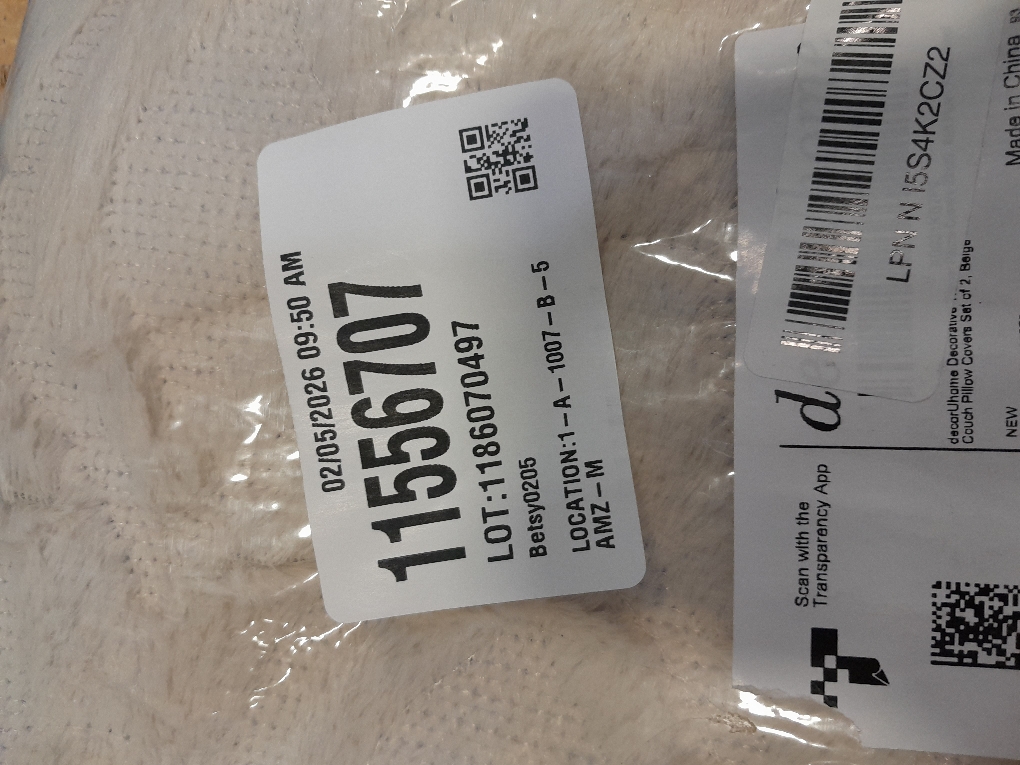 02/05/2026 09:50 AM
1156707
LOT:1186070497
Betsy0205
LOCATION:1-A-1007-B-5
AMZ-M
LPN N I5S4K2CZ2
d
decorUhome Decorative
Couch Pillow Covers Set of 2, Beige
NEW
Made in China
Scan with the
Transparency App